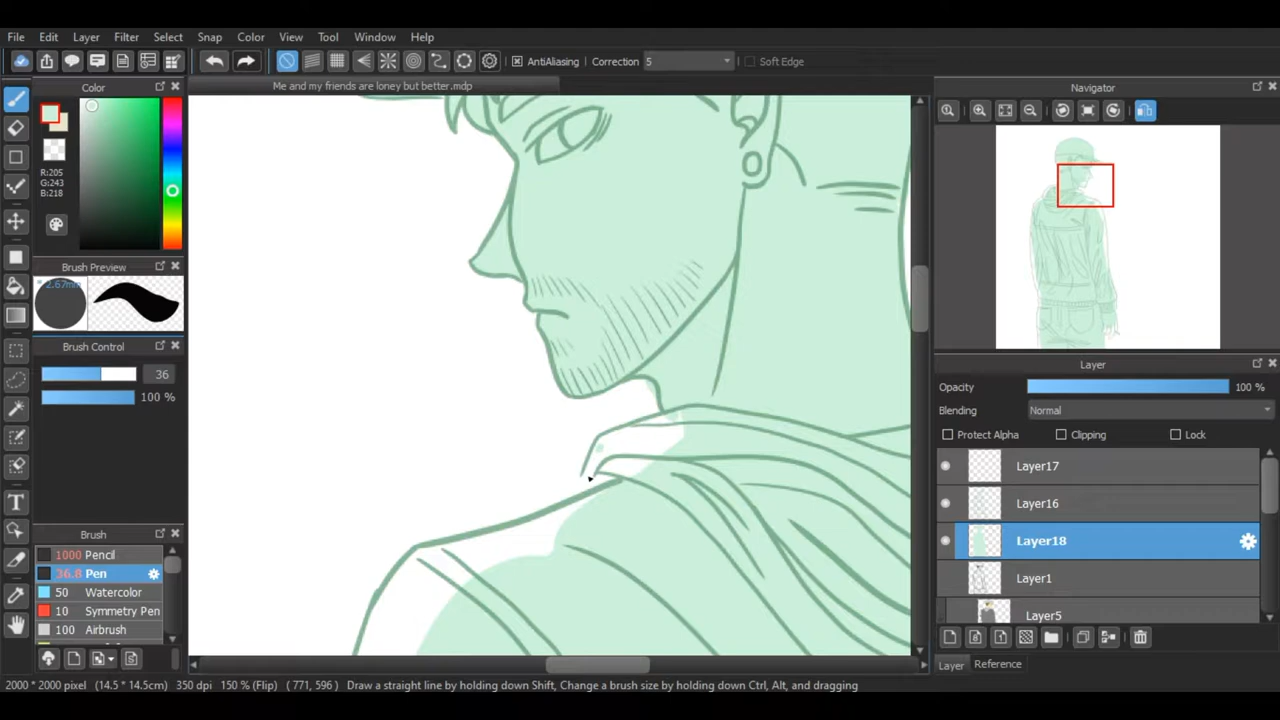 File Edit Layer Filter Select Snap Color View Tool Window Help
AntiAliasing Correction 5 Soft Edge
Color
Me and my friends are loney but better.mdp
Navigator
R:205
G:243
B:218
Brush Preview
2.67mm
Brush Control
36
100 %
Layer
Opacity 100 %
Blending Normal
Protect Alpha Clipping Lock
Layer17
Layer16
Layer18
Layer1
Layer5
Brush
1000 Pencil
36.8 Pen
50 Watercolor
10 Symmetry Pen
100 Airbrush
Layer Reference
2000 * 2000 pixel (14.5 * 14.5cm) 350 dpi 150 % (Flip) ( 771, 596 ) Draw a straight line by holding down Shift, Change a brush size by holding down Ctrl, Alt, and dragging